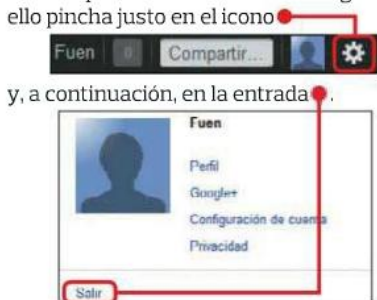 ello pincha justo en el icono
Fuen 0 Compartir...
y, a continuación, en la entrada .
Fuen
Perfil
Google+
Configuración de cuenta
Privacidad
Salir